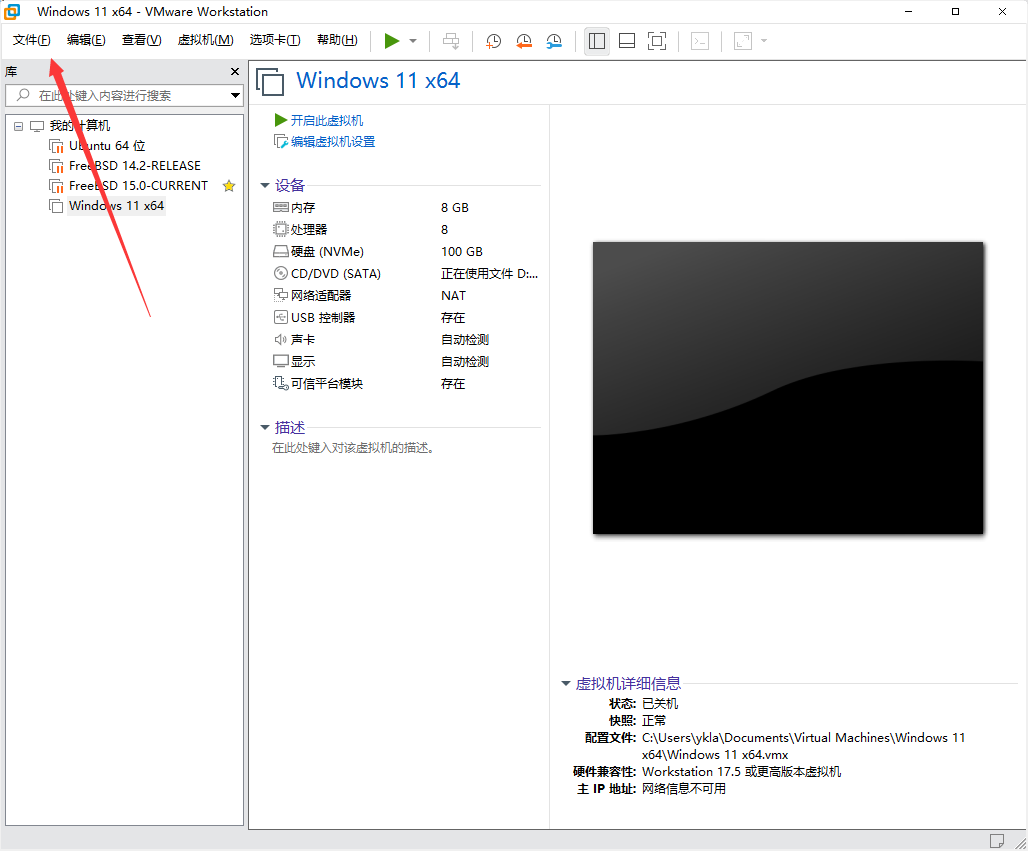 Windows 11 x64 - VMware Workstation
文件(F) 编辑(E) 查看(V) 虚拟机(M) 选项卡(T) 帮助(H)
库
在此处键入内容进行搜索
我的计算机
Ubuntu 64 位
FreeBSD 14.2-RELEASE
FreeBSD 15.0-CURRENT
Windows 11 x64
Windows 11 x64
开启此虚拟机
编辑虚拟机设置
设备
内存 8 GB
处理器 8
硬盘 (NVMe) 100 GB
CD/DVD (SATA) 正在使用文件 D:...
网络适配器 NAT
USB 控制器 存在
声卡 自动检测
显示 自动检测
可信平台模块 存在
描述
在此处键入对该虚拟机的描述。
虚拟机详细信息
状态: 已关机
快照: 正常
配置文件: C:\Users\ykla\Documents\Virtual Machines\Windows 11
x64\Windows 11 x64.vmx
硬件兼容性: Workstation 17.5 或更高版本虚拟机
主 IP 地址: 网络信息不可用